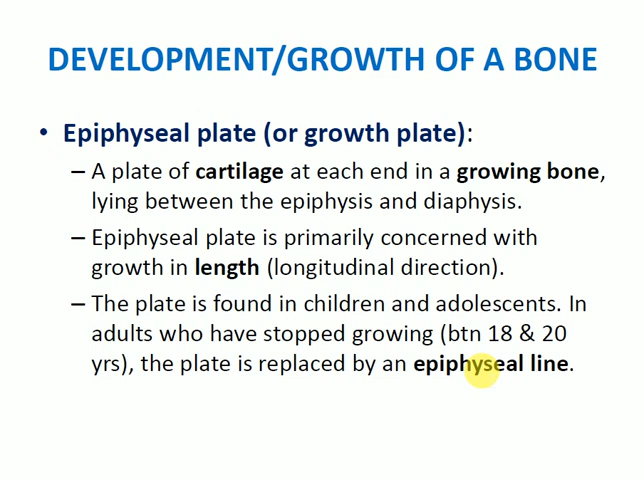 DEVELOPMENT/GROWTH OF A BONE
• Epiphyseal plate (or growth plate):
– A plate of cartilage at each end in a growing bone,
lying between the epiphysis and diaphysis.
– Epiphyseal plate is primarily concerned with
growth in length (longitudinal direction).
– The plate is found in children and adolescents. In
adults who have stopped growing (btn 18 & 20
yrs), the plate is replaced by an epiphyseal line.